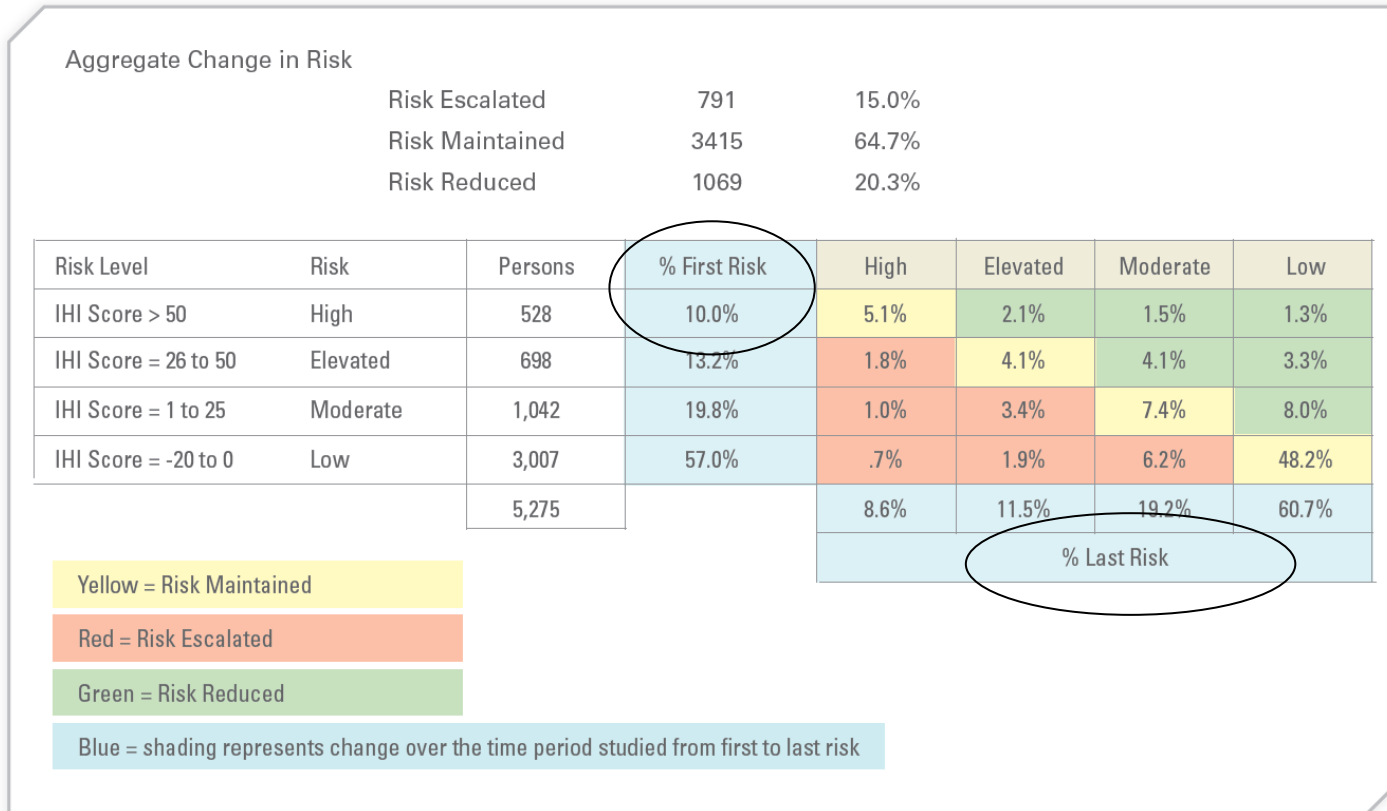 Aggregate Change in Risk
Risk Escalated 791 15.0%
Risk Maintained 3415 64.7%
Risk Reduced 1069 20.3%
Risk Level Risk Persons % First Risk High Elevated Moderate Low
IHI Score > 50 High 528 10.0% 5.1% 2.1% 1.5% 1.3%
IHI Score = 26 to 50 Elevated 698 13.2% 1.8% 4.1% 4.1% 3.3%
IHI Score = 1 to 25 Moderate 1,042 19.8% 1.0% 3.4% 7.4% 8.0%
IHI Score = -20 to 0 Low 3,007 57.0% .7% 1.9% 6.2% 48.2%
5,275 8.6% 11.5% 19.2% 60.7%
% Last Risk
Yellow = Risk Maintained
Red = Risk Escalated
Green = Risk Reduced
Blue = shading represents change over the time period studied from first to last risk